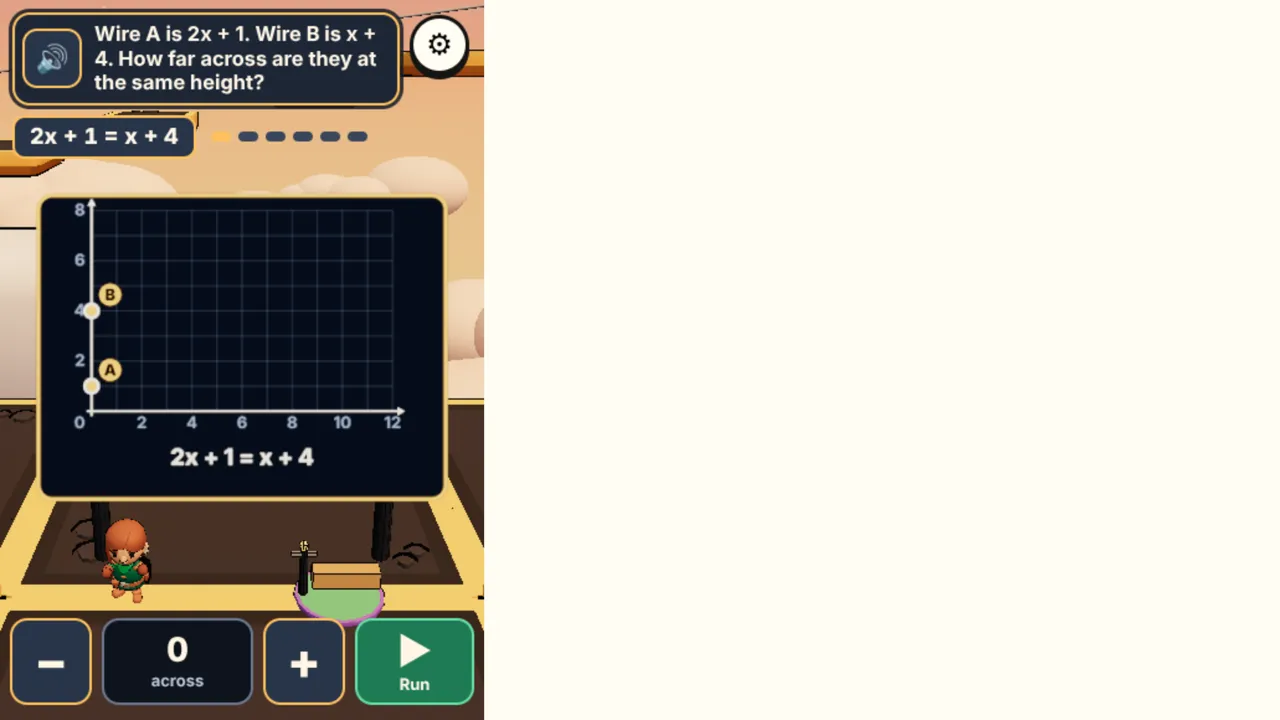 Wire A is 2x + 1. Wire B is x +
4. How far across are they at
the same height?
2x + 1 = x + 4
8
6
B
4
2
A
0 2 4 6 8 10 12
2x + 1 = x + 4
−
0
across
+
Run